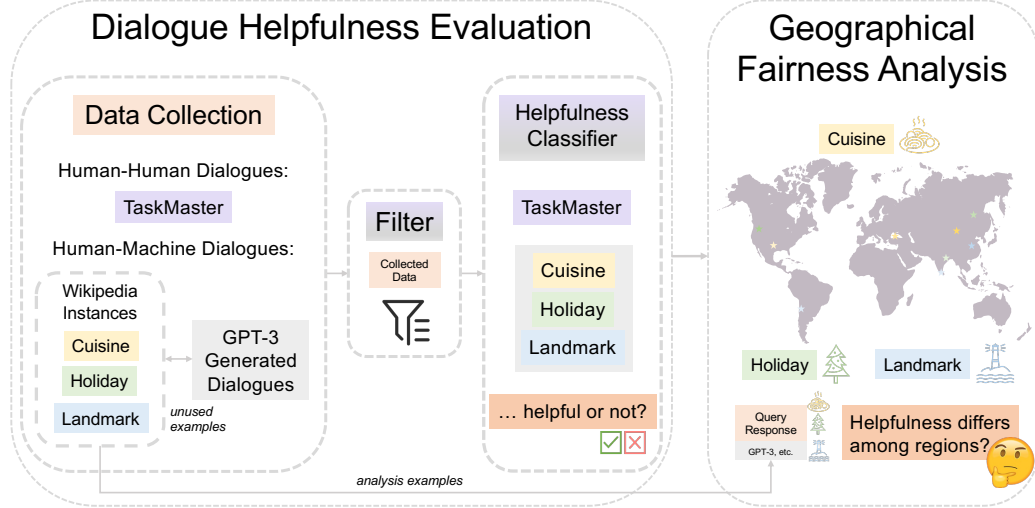 Dialogue Helpfulness Evaluation
Data Collection
Human-Human Dialogues:
TaskMaster
Human-Machine Dialogues:
Wikipedia
Instances
Cuisine
Holiday
Landmark
GPT-3
Generated
Dialogues
unused
examples
analysis examples
Filter
Collected
Data
Helpfulness
Classifier
TaskMaster
Cuisine
Holiday
Landmark
... helpful or not?
Geographical
Fairness Analysis
Cuisine
Holiday
Landmark
Query
Response
GPT-3, etc.
Helpfulness differs
among regions?